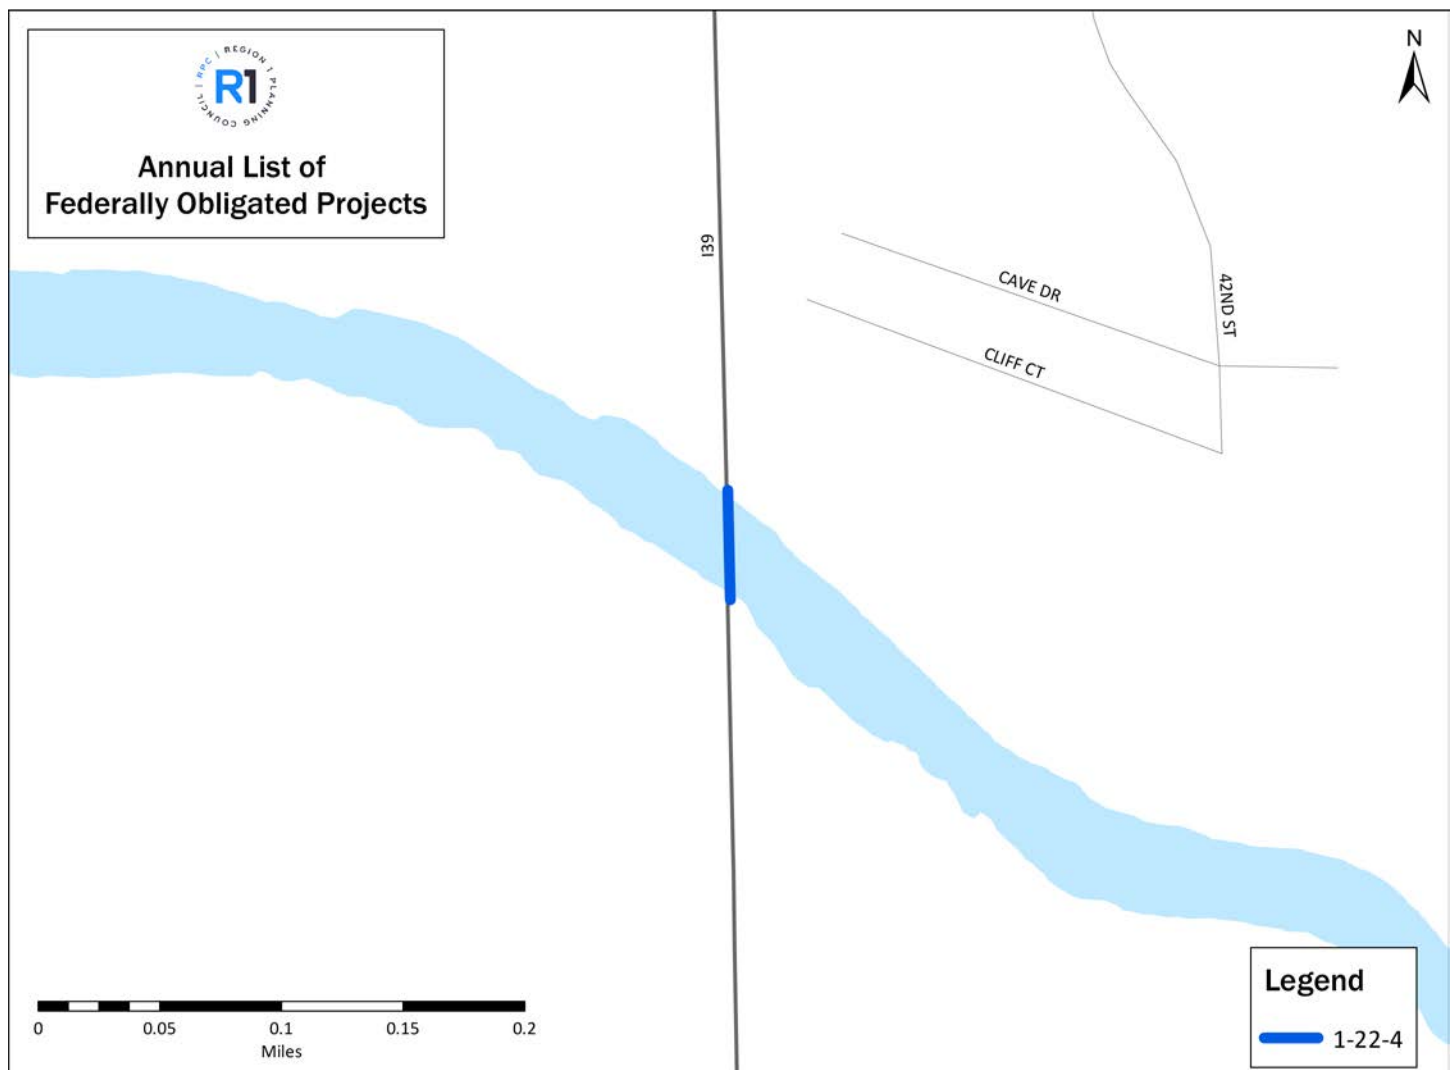 RPC | REGION 1 PLANNING COUNCIL |
R1
Annual List of
Federally Obligated Projects
N
I39
CAVE DR
42ND ST
CLIFF CT
0 0.05 0.1 0.15 0.2
Miles
Legend
1-22-4